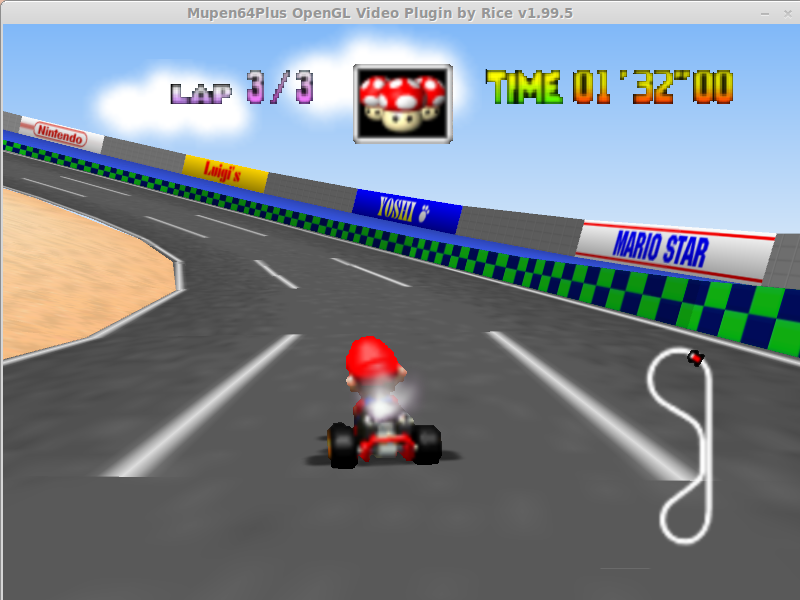 Mupen64Plus OpenGL Video Plugin by Rice v1.99.5
LAP 3/3
TIME 01'32"00
Nintendo
Luigi's
YOSHI
MARIO STAR